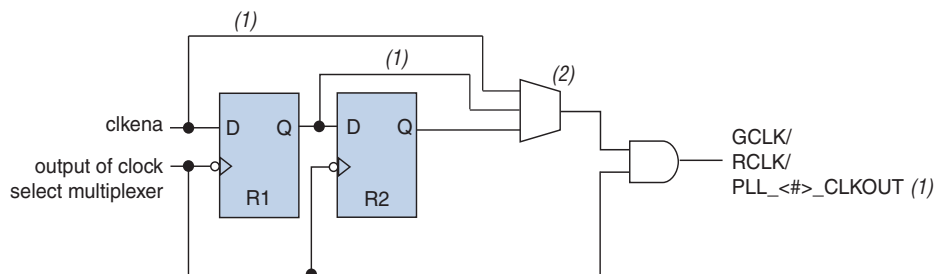 (1)
(1)
(2)
clkena
D
Q
D
Q
output of clock
select multiplexer
R1
R2
GCLK/
RCLK/
PLL_<#>_CLKOUT (1)